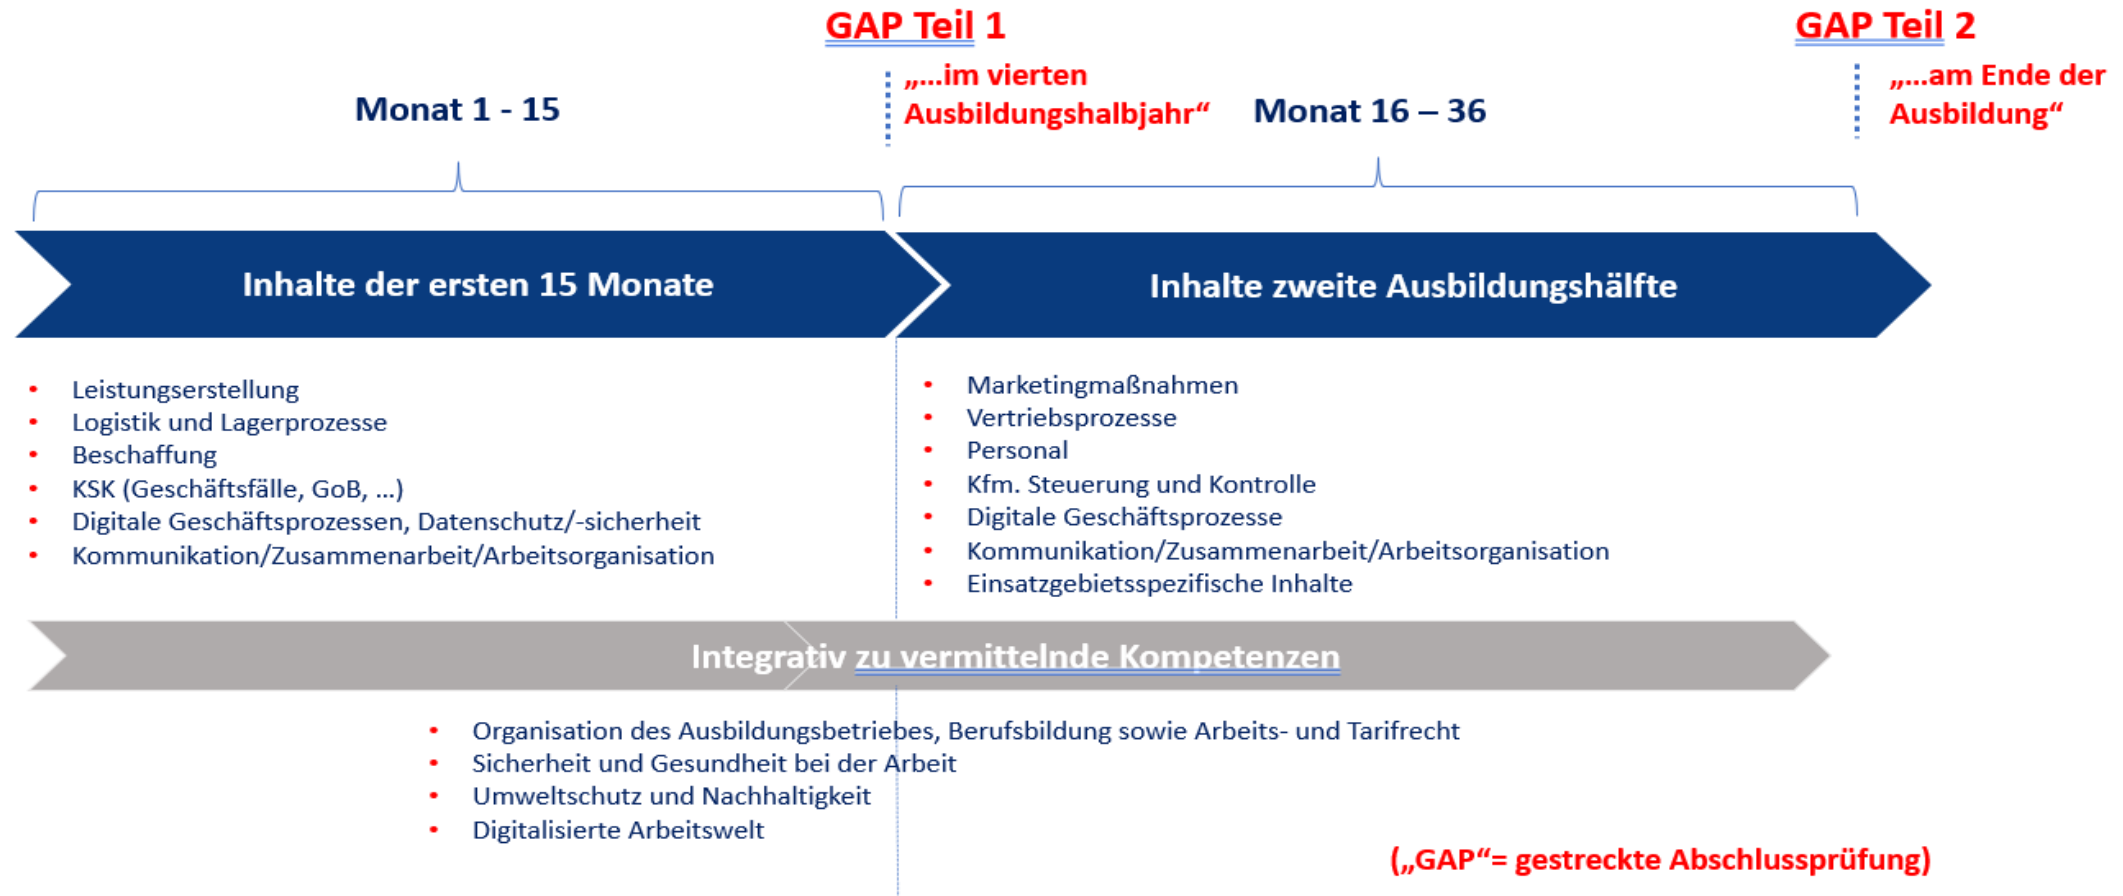 GAP Teil 1
„...im vierten
Ausbildungshalbjahr“
GAP Teil 2
„...am Ende der
Ausbildung“
Monat 1 - 15
Monat 16 – 36
Inhalte der ersten 15 Monate
Inhalte zweite Ausbildungshälfte
• Leistungserstellung
• Logistik und Lagerprozesse
• Beschaffung
• KSK (Geschäftsfälle, GoB, ...)
• Digitale Geschäftsprozessen, Datenschutz/-sicherheit
• Kommunikation/Zusammenarbeit/Arbeitsorganisation
• Marketingmaßnahmen
• Vertriebsprozesse
• Personal
• Kfm. Steuerung und Kontrolle
• Digitale Geschäftsprozesse
• Kommunikation/Zusammenarbeit/Arbeitsorganisation
• Einsatzgebietsspezifische Inhalte
Integrativ zu vermittelnde Kompetenzen
• Organisation des Ausbildungsbetriebes, Berufsbildung sowie Arbeits- und Tarifrecht
• Sicherheit und Gesundheit bei der Arbeit
• Umweltschutz und Nachhaltigkeit
• Digitalisierte Arbeitswelt
(„GAP“= gestreckte Abschlussprüfung)